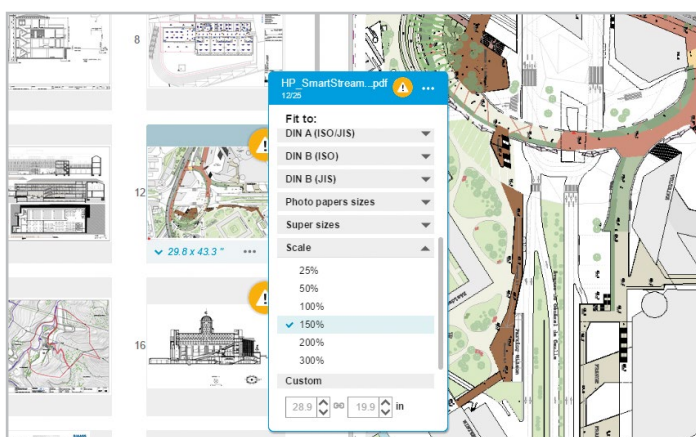 8
12
29.8 x 43.3 "
16
HP_SmartStream...pdf
12/25
Fit to:
DIN A (ISO/JIS)
DIN B (ISO)
DIN B (JIS)
Photo papers sizes
Super sizes
Scale
25%
50%
100%
150%
200%
300%
Custom
28.9
19.9
in